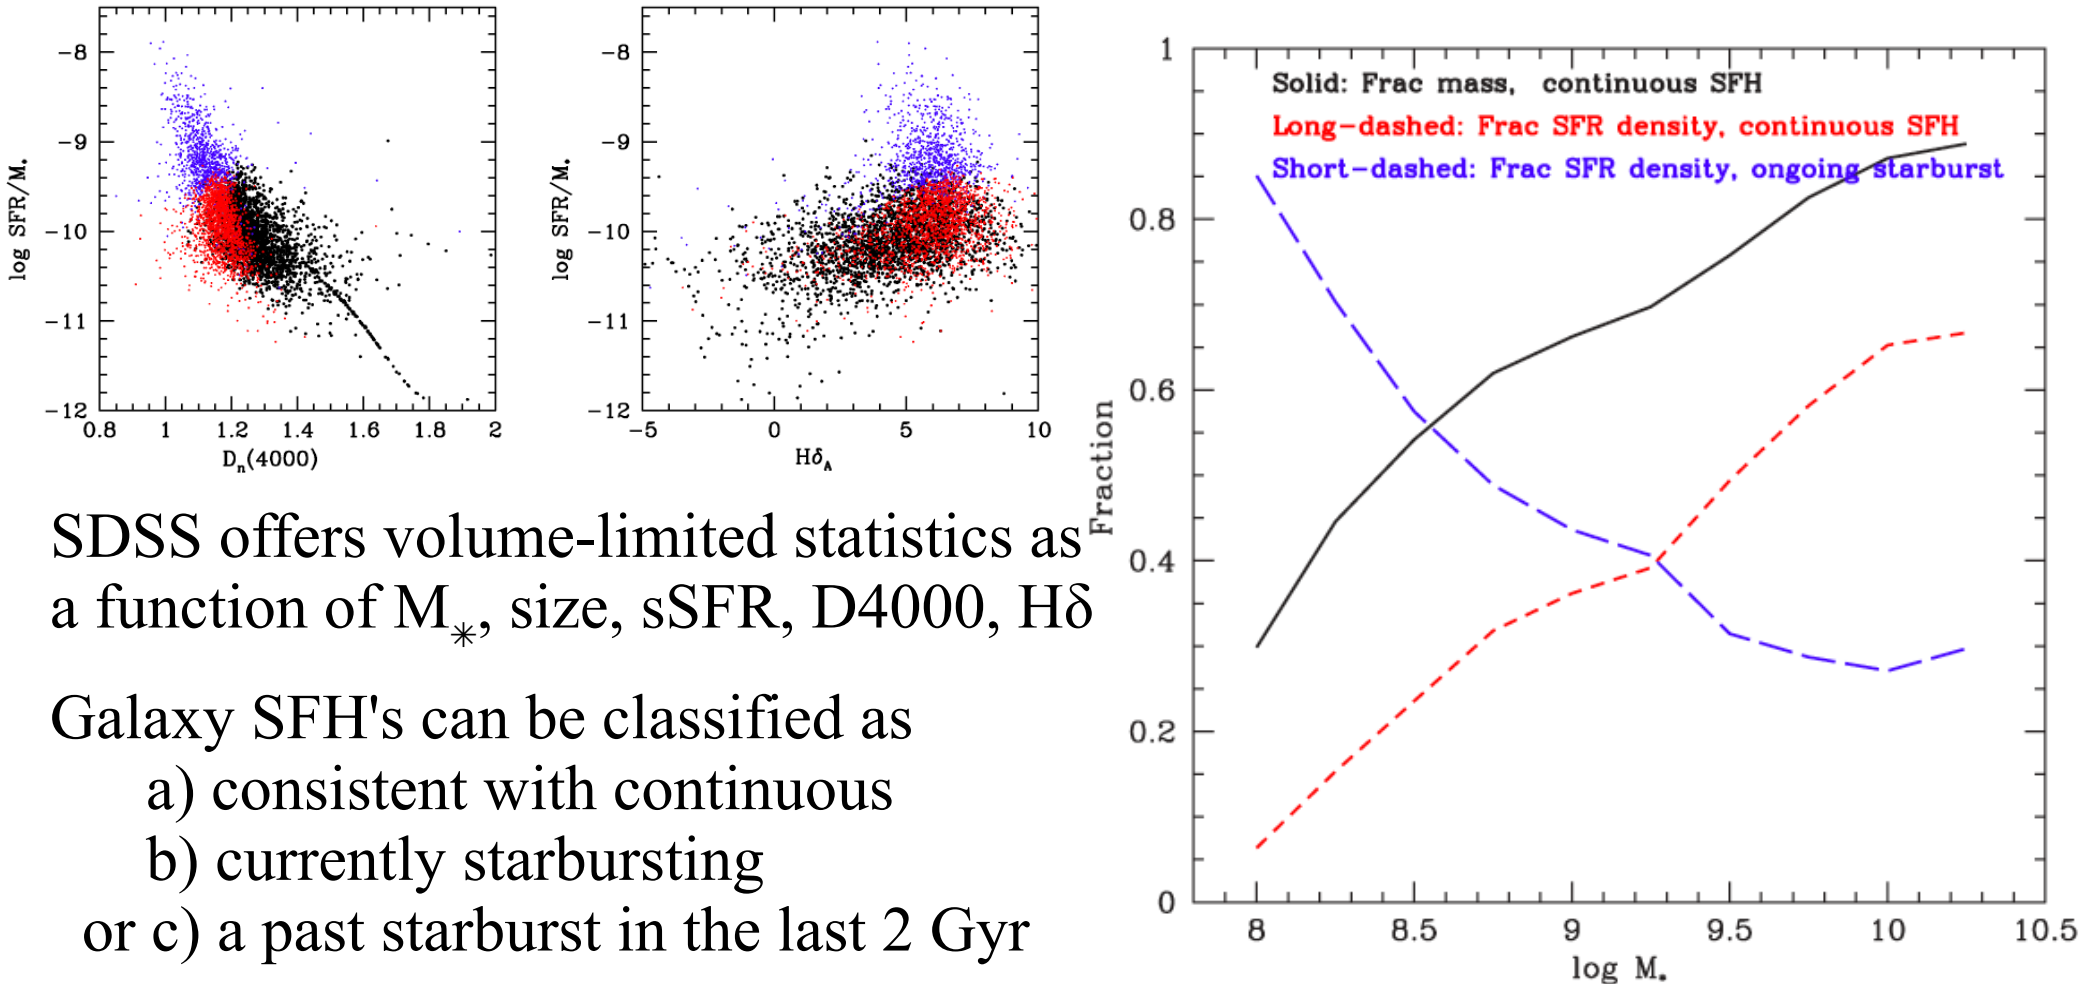 -8
-9
-10
-11
-12
log SFR/M*
0.8 1 1.2 1.4 1.6 1.8 2
Dn(4000)
-8
-9
-10
-11
-12
log SFR/M*
-5 0 5 10
HδA
SDSS offers volume-limited statistics as
a function of M*, size, sSFR, D4000, Hδ
Galaxy SFH's can be classified as
a) consistent with continuous
b) currently starbursting
or c) a past starburst in the last 2 Gyr
Solid: Frac mass, continuous SFH
Long-dashed: Frac SFR density, continuous SFH
Short-dashed: Frac SFR density, ongoing starburst
1
0.8
0.6
0.4
0.2
0
Fraction
8 8.5 9 9.5 10 10.5
log M*